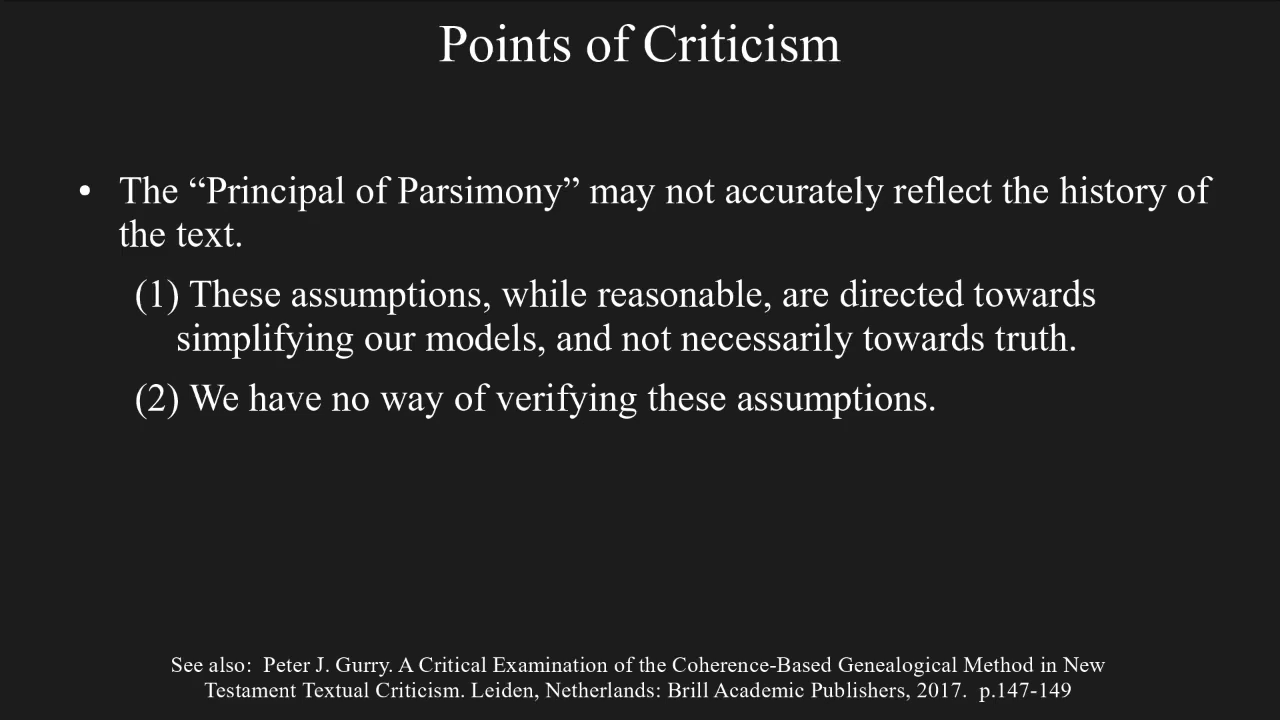 Points of Criticism
• The “Principal of Parsimony” may not accurately reflect the history of
the text.
(1) These assumptions, while reasonable, are directed towards
simplifying our models, and not necessarily towards truth.
(2) We have no way of verifying these assumptions.
See also:  Peter J. Gurry. A Critical Examination of the Coherence-Based Genealogical Method in New
Testament Textual Criticism. Leiden, Netherlands: Brill Academic Publishers, 2017.  p.147-149